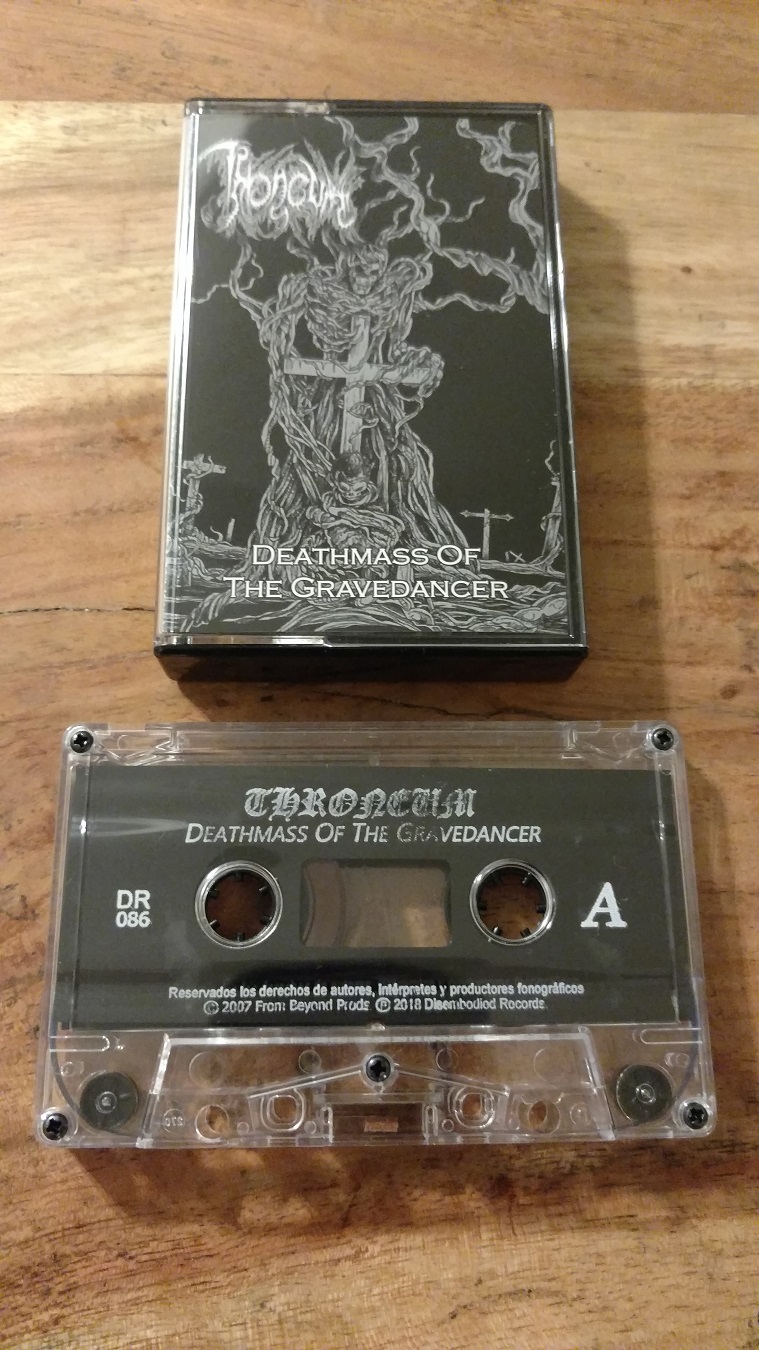 Throneum
Deathmass Of
The Gravedancer
THRONEUM
Deathmass Of The Gravedancer
DR
086
A
Reservados los derechos de autores, intérpretes y productores fonográficos
© 2007 From Beyond Prods ℗ 2018 Disembodied Records.